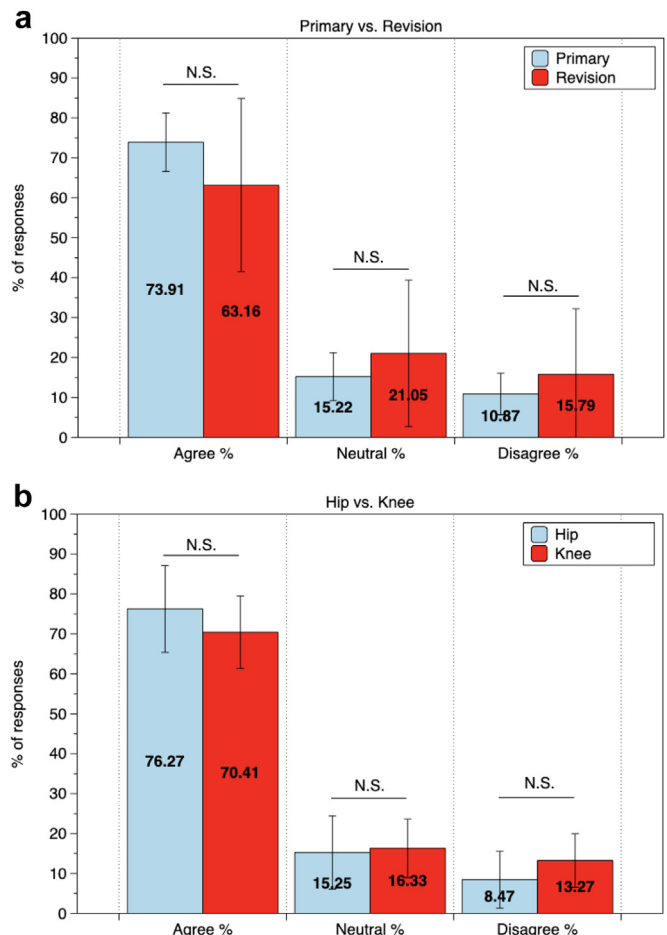 a
Primary vs. Revision
100
90
80
70
60
50
40
30
20
10
0
% of responses
Primary
Revision
N.S.
N.S.
N.S.
73.91
63.16
15.22
21.05
10.87
15.79
Agree %
Neutral %
Disagree %
b
Hip vs. Knee
100
90
80
70
60
50
40
30
20
10
0
% of responses
Hip
Knee
N.S.
N.S.
N.S.
76.27
70.41
15.25
16.33
8.47
13.27
Agree %
Neutral %
Disagree %